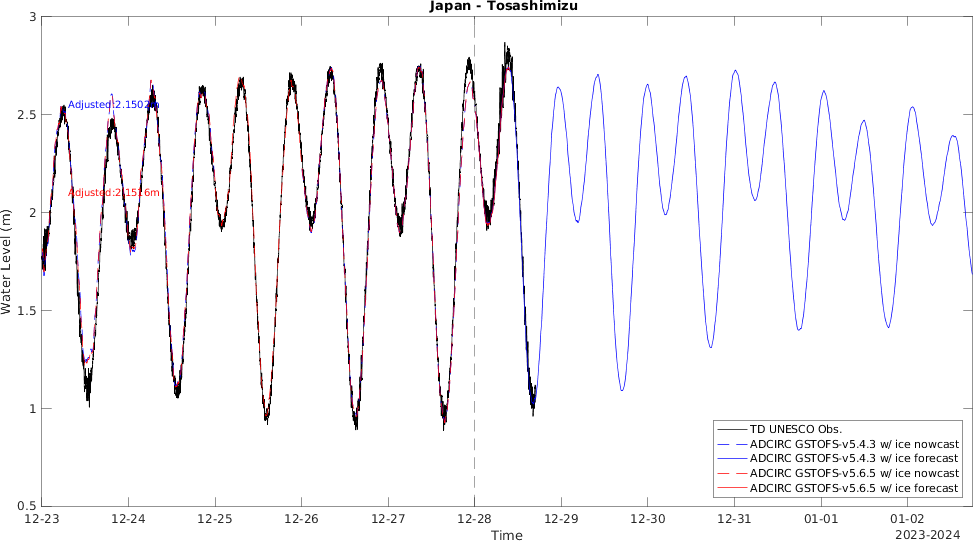 Japan - Tosashimizu
3
2.5
2
1.5
1
0.5
Water Level (m)
Adjusted:2.1502m
Adjusted:2.1516m
12-23
12-24
12-25
12-26
12-27
12-28
12-29
12-30
12-31
01-01
01-02
Time
2023-2024
TD UNESCO Obs.
ADCIRC GSTOFS-v5.4.3 w/ ice nowcast
ADCIRC GSTOFS-v5.4.3 w/ ice forecast
ADCIRC GSTOFS-v5.6.5 w/ ice nowcast
ADCIRC GSTOFS-v5.6.5 w/ ice forecast